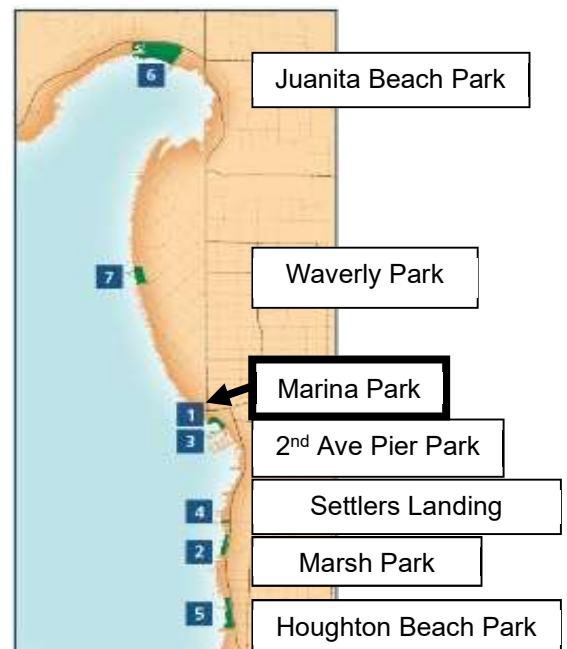 Juanita Beach Park
6
7
Waverly Park
Marina Park
1
3
2nd Ave Pier Park
Settlers Landing
4
2
Marsh Park
5
Houghton Beach Park